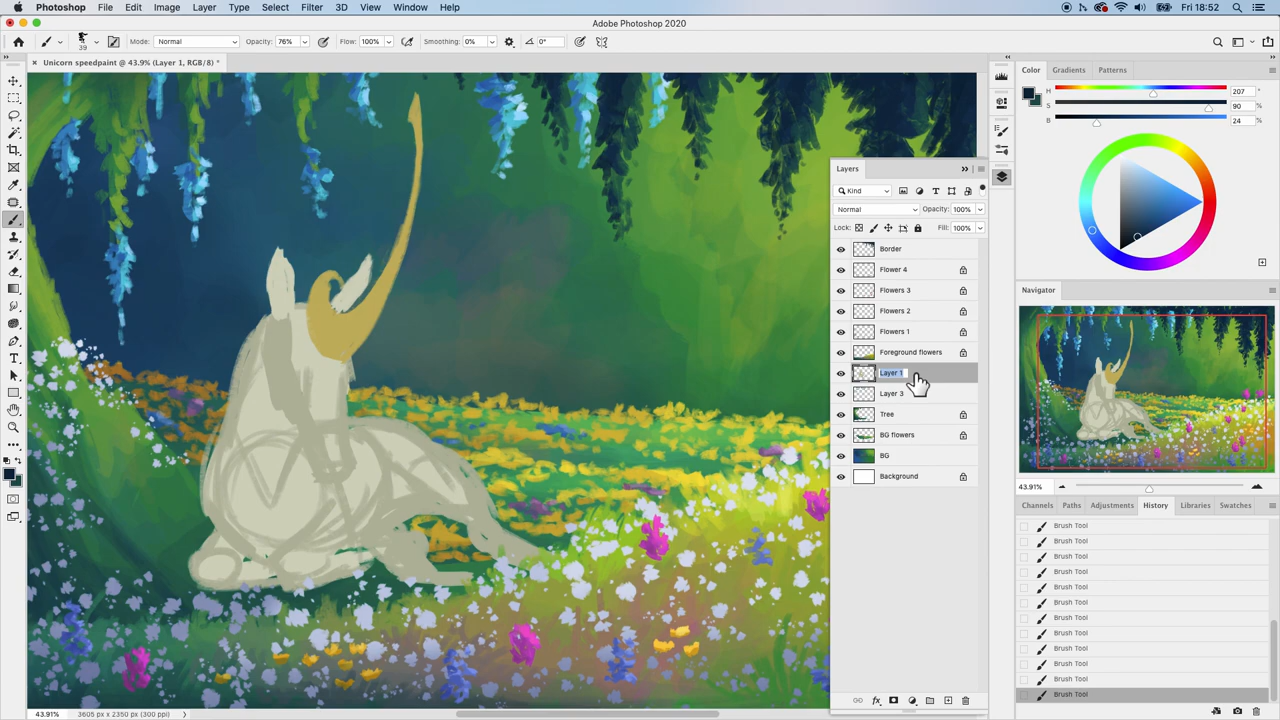 Photoshop File Edit Image Layer Type Select Filter 3D View Window Help Fri 18:52
Adobe Photoshop 2020
39 Mode: Normal Opacity: 76% Flow: 100% Smoothing: 0% 0°
Unicorn speedpaint @ 43.9% (Layer 1, RGB/8) *
Color Gradients Patterns
H 207 °
S 90 %
B 24 %
Layers
Kind
Normal Opacity: 100%
Lock: Fill: 100%
Border
Flower 4
Flowers 3
Flowers 2
Flowers 1
Foreground flowers
Layer 1
Layer 3
Tree
BG flowers
BG
Background
Navigator
43.91%
Channels Paths Adjustments History Libraries Swatches
Brush Tool
Brush Tool
Brush Tool
Brush Tool
Brush Tool
Brush Tool
Brush Tool
Brush Tool
Brush Tool
Brush Tool
Brush Tool
Brush Tool
43.91% 3605 px x 2350 px (300 ppi)